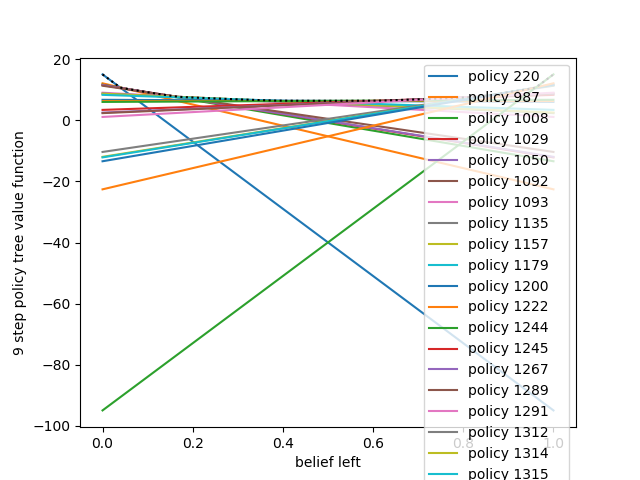 20
0
−20
−40
−60
−80
−100
9 step policy tree value function
0.0 0.2 0.4 0.6 0.8 1.0
belief left
policy 220
policy 987
policy 1008
policy 1029
policy 1050
policy 1092
policy 1093
policy 1135
policy 1157
policy 1179
policy 1200
policy 1222
policy 1244
policy 1245
policy 1267
policy 1289
policy 1291
policy 1312
policy 1314
policy 1315